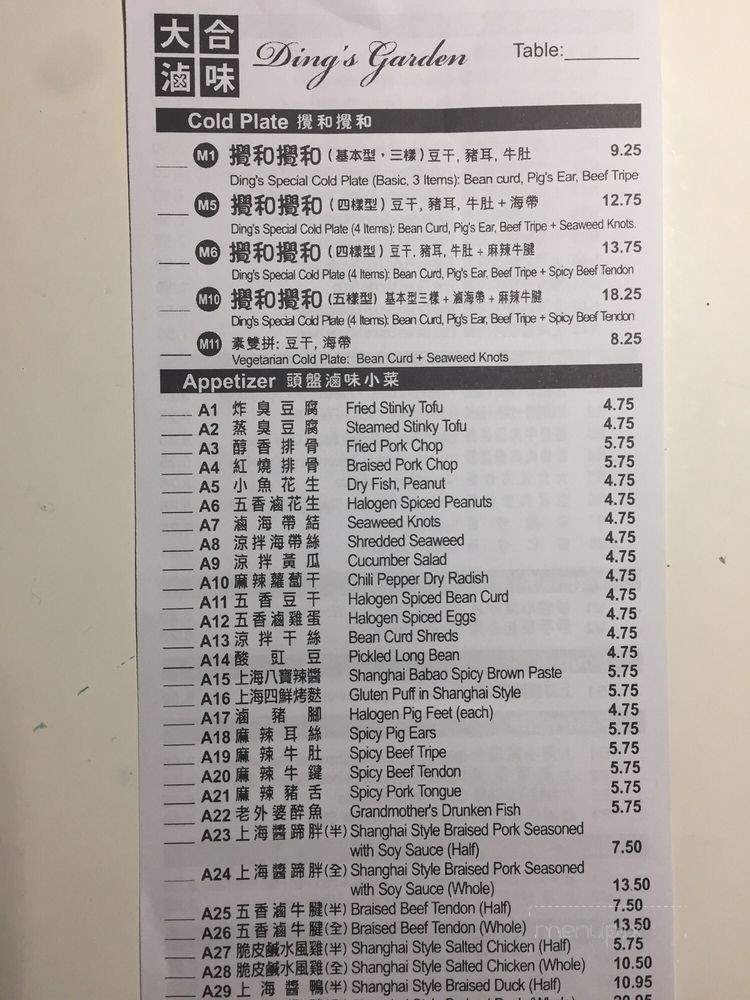 大合 Ding's Garden Table:
滷味
Cold Plate 攪和攪和
M1 攪和攪和 (基本型、三樣) 豆干, 豬耳, 牛肚 9.25
Ding's Special Cold Plate (Basic, 3 Items): Bean curd, Pig's Ear, Beef Tripe
M5 攪和攪和 (四樣型) 豆干, 豬耳, 牛肚 + 海帶 12.75
Ding's Special Cold Plate (4 Items): Bean Curd, Pig's Ear, Beef Tripe + Seaweed Knots.
M6 攪和攪和 (四樣型) 豆干, 豬耳, 牛肚 + 麻辣牛腱 13.75
Ding's Special Cold Plate (4 Items): Bean Curd, Pig's Ear, Beef Tripe + Spicy Beef Tendon
M10 攪和攪和 (五樣型) 基本型三樣 + 滷海帶 + 麻辣牛腱 18.25
Ding's Special Cold Plate (4 Items): Bean Curd, Pig's Ear, Beef Tripe + Spicy Beef Tendon
M11 素雙拼: 豆干, 海帶 8.25
Vegetarian Cold Plate: Bean Curd + Seaweed Knots
Appetizer 頭盤滷味小菜
A1 炸臭豆腐 Fried Stinky Tofu 4.75
A2 蒸臭豆腐 Steamed Stinky Tofu 4.75
A3 醇香排骨 Fried Pork Chop 5.75
A4 紅燒排骨 Braised Pork Chop 5.75
A5 小魚花生 Dry Fish, Peanut 4.75
A6 五香滷花生 Halogen Spiced Peanuts 4.75
A7 滷海帶結 Seaweed Knots 4.75
A8 涼拌海帶絲 Shredded Seaweed 4.75
A9 涼拌黃瓜 Cucumber Salad 4.75
A10 麻辣蘿蔔干 Chili Pepper Dry Radish 4.75
A11 五香豆干 Halogen Spiced Bean Curd 4.75
A12 五香滷雞蛋 Halogen Spiced Eggs 4.75
A13 涼拌干絲 Bean Curd Shreds 4.75
A14 酸豇豆 Pickled Long Bean 4.75
A15 上海八寶辣醬 Shanghai Babao Spicy Brown Paste 5.75
A16 上海四鮮烤麩 Gluten Puff in Shanghai Style 5.75
A17 滷豬腳 Halogen Pig Feet (each) 4.75
A18 麻辣耳絲 Spicy Pig Ears 5.75
A19 麻辣牛肚 Spicy Beef Tripe 5.75
A20 麻辣牛鍵 Spicy Beef Tendon 5.75
A21 麻辣豬舌 Spicy Pork Tongue 5.75
A22 老外婆醉魚 Grandmother's Drunken Fish 5.75
A23 上海醬蹄胖(半) Shanghai Style Braised Pork Seasoned
with Soy Sauce (Half) 7.50
A24 上海醬蹄胖(全) Shanghai Style Braised Pork Seasoned
with Soy Sauce (Whole) 13.50
A25 五香滷牛腱(半) Braised Beef Tendon (Half) 7.50
A26 五香滷牛腱(全) Braised Beef Tendon (Whole) 13.50
A27 脆皮鹹水風雞(半) Shanghai Style Salted Chicken (Half) 5.75
A28 脆皮鹹水風雞(全) Shanghai Style Salted Chicken (Whole) 10.50
A29 上海醬鴨(半) Shanghai Style Braised Duck (Half) 10.95